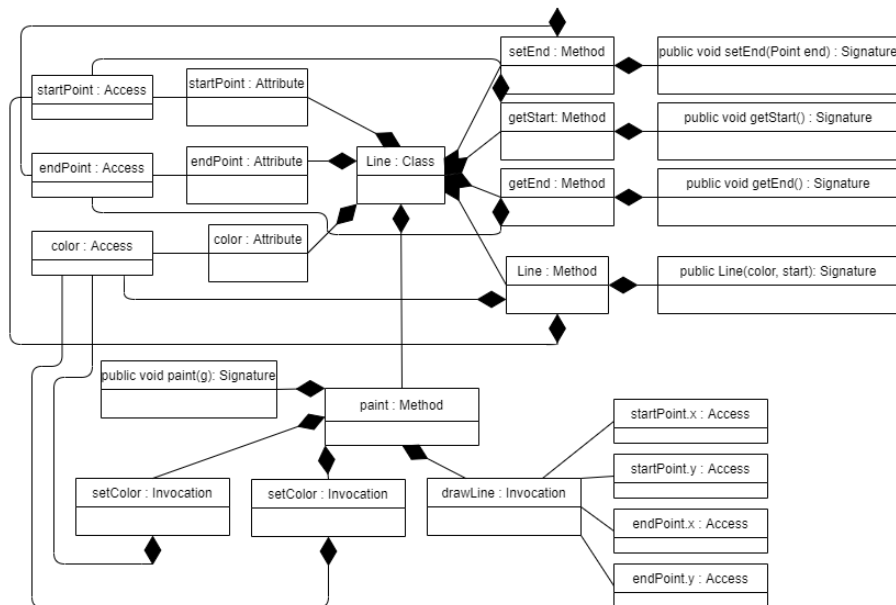 setEnd : Method
public void setEnd(Point end) : Signature
startPoint : Access
startPoint : Attribute
getStart: Method
public void getStart() : Signature
endPoint : Access
endPoint : Attribute
Line : Class
getEnd : Method
public void getEnd() : Signature
color : Access
color : Attribute
Line : Method
public Line(color, start): Signature
public void paint(g): Signature
paint : Method
startPoint.x : Access
startPoint.y : Access
setColor : Invocation
setColor : Invocation
drawLine : Invocation
endPoint.x : Access
endPoint.y : Access